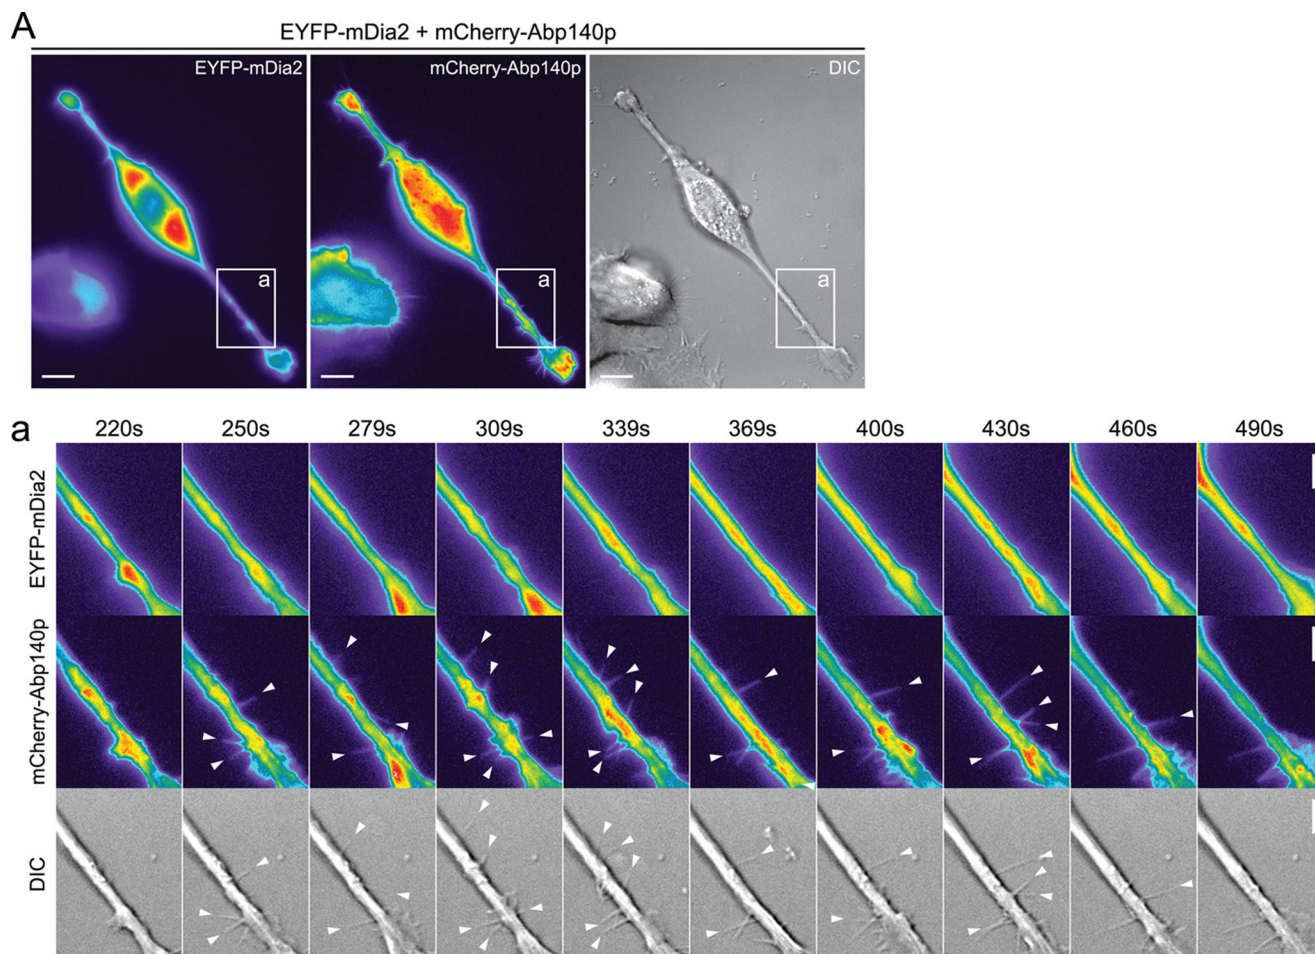 A
EYFP-mDia2 + mCherry-Abp140p
EYFP-mDia2
mCherry-Abp140p
DIC
a
a
a
a
220s
250s
279s
309s
339s
369s
400s
430s
460s
490s
EYFP-mDia2
mCherry-Abp140p
DIC